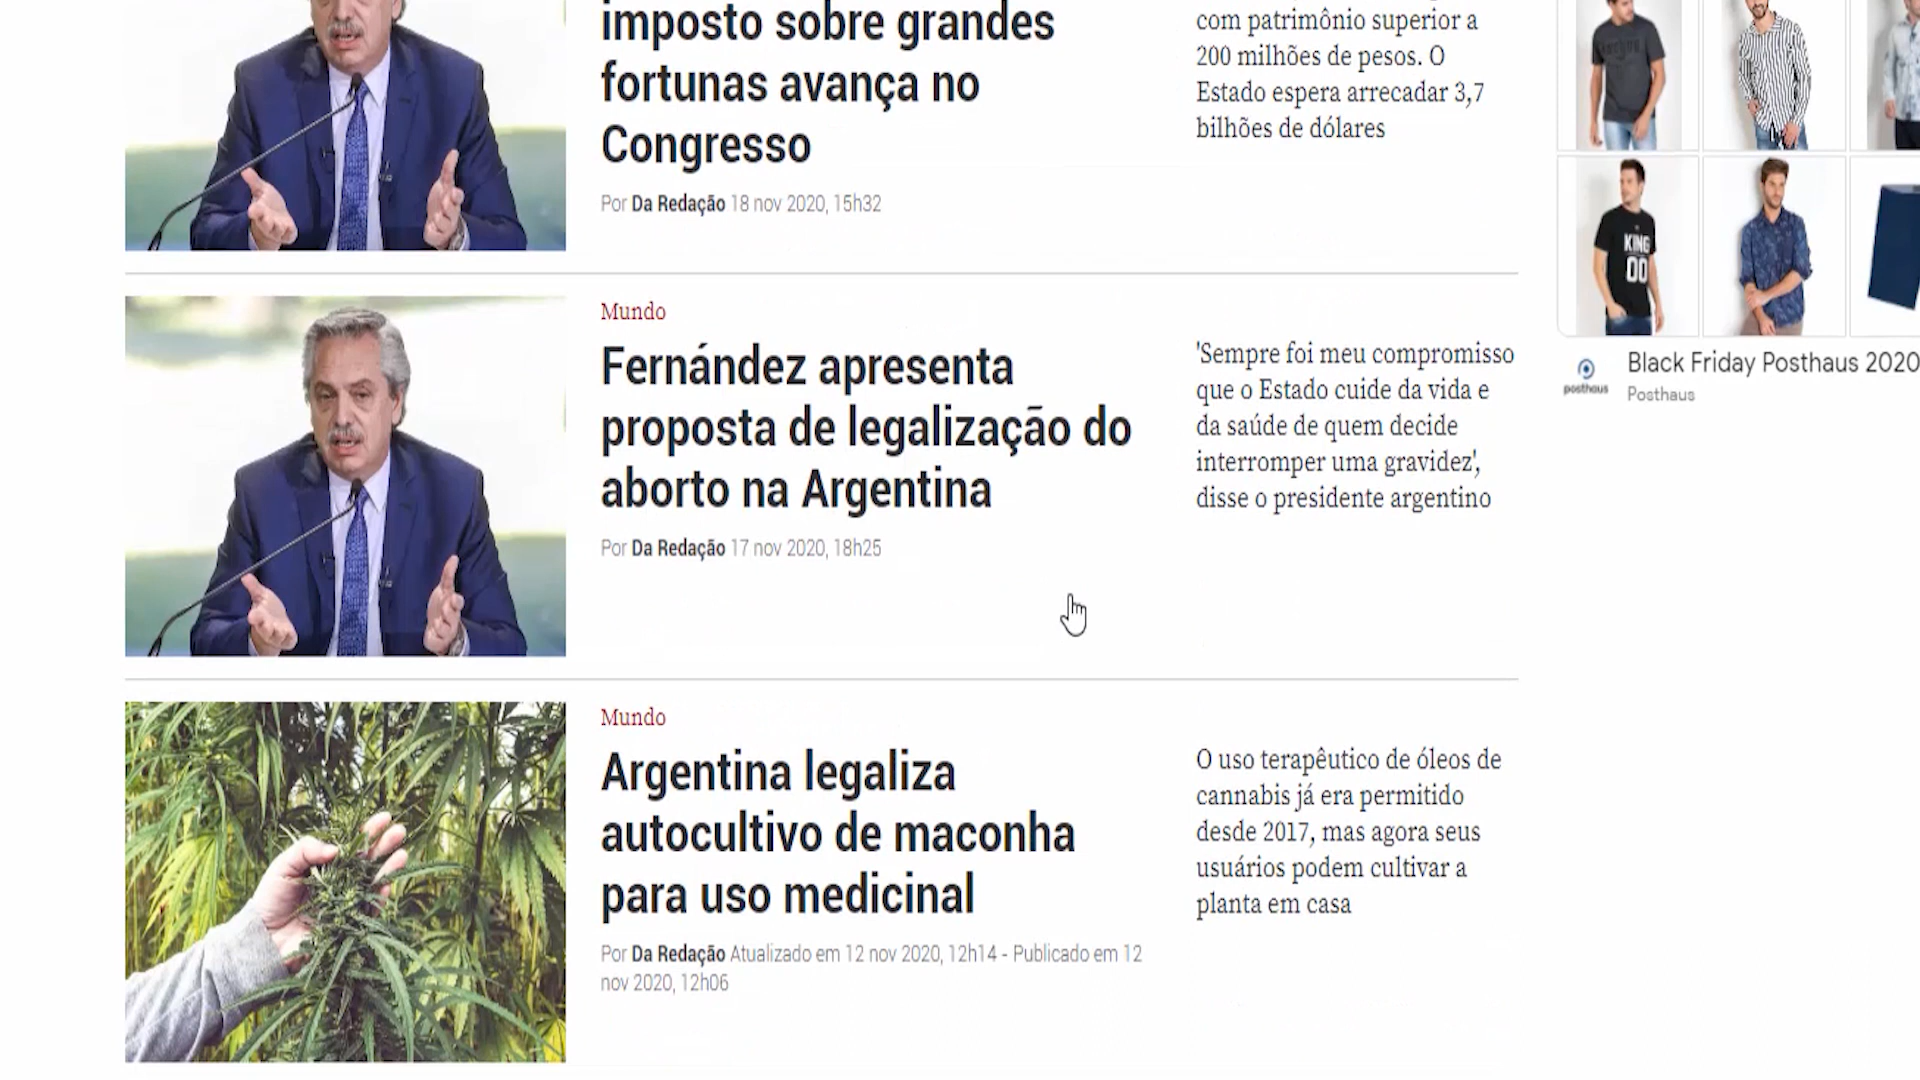 imposto sobre grandes
fortunas avança no
Congresso
Por Da Redação 18 nov 2020, 15h32
com patrimônio superior a
200 milhões de pesos. O
Estado espera arrecadar 3,7
bilhões de dólares
Mundo
Fernández apresenta
proposta de legalização do
aborto na Argentina
Por Da Redação 17 nov 2020, 18h25
'Sempre foi meu compromisso
que o Estado cuide da vida e
da saúde de quem decide
interromper uma gravidez',
disse o presidente argentino
Mundo
Argentina legaliza
autocultivo de maconha
para uso medicinal
Por Da Redação Atualizado em 12 nov 2020, 12h14 - Publicado em 12
nov 2020, 12h06
O uso terapêutico de óleos de
cannabis já era permitido
desde 2017, mas agora seus
usuários podem cultivar a
planta em casa
KING
00
posthaus
Black Friday Posthaus 2020
Posthaus